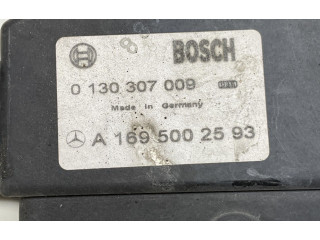 BOSCH
0 130 307 009
Made in Germany
A 169 500 25 93